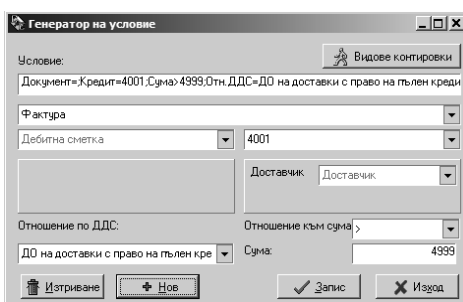 Генератор на условие
Условие:
Видове контировки
Документ=;Кредит=4001;Сума>4999;Отн.ДДС=ДО на доставки с право на пълен креди
Фактура
Дебитна сметка
4001
Доставчик
Доставчик
Отношение по ДДС:
Отношение към сума
>
ДО на доставки с право на пълен кре
Сума:
4999
Изтриване
Нов
Запис
Изход